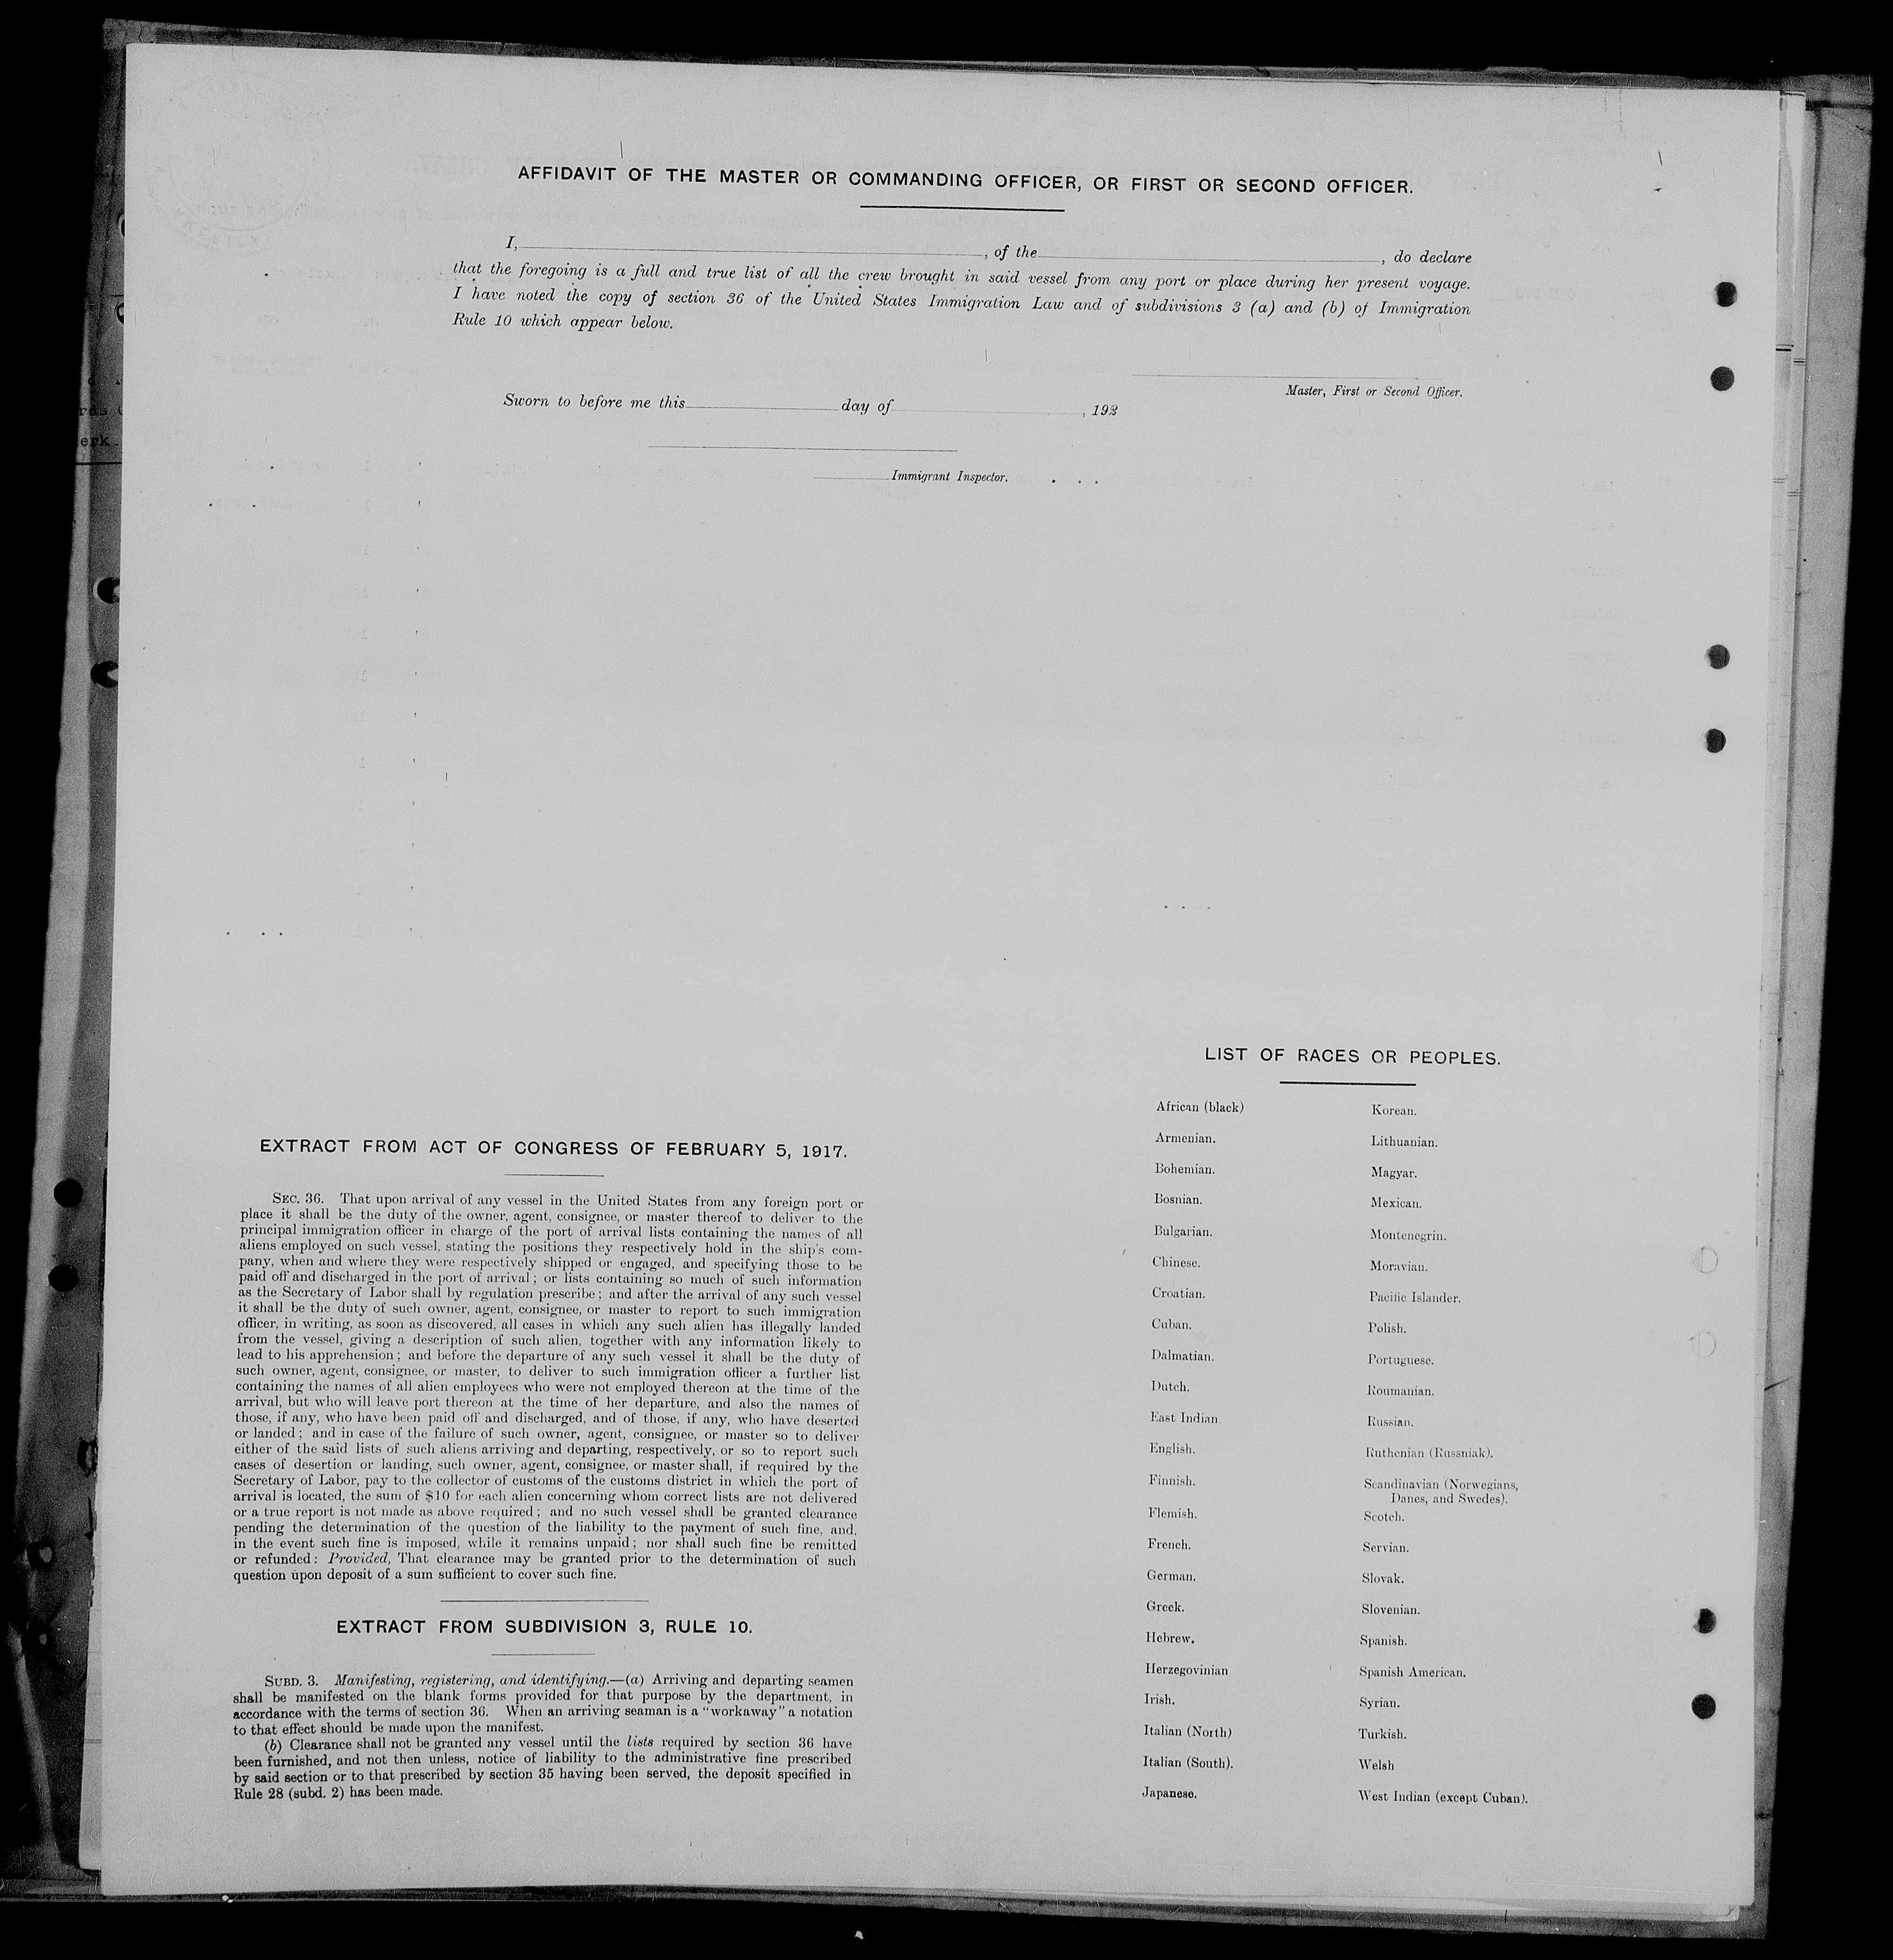 AFFIDAVIT OF THE MASTER OR COMMANDING OFFICER, OR FIRST OR SECOND OFFICER.
I, , of the , do declare
that the foregoing is a full and true list of all the crew brought in said vessel from any port or place during her present voyage.
I have noted the copy of section 36 of the United States Immigration Law and of subdivisions 3 (a) and (b) of Immigration
Rule 10 which appear below.
Master, First or Second Officer.
Sworn to before me this day of , 192
Immigrant Inspector.
EXTRACT FROM ACT OF CONGRESS OF FEBRUARY 5, 1917.
SEC. 36. That upon arrival of any vessel in the United States from any foreign port or
place it shall be the duty of the owner, agent, consignee, or master thereof to deliver to the
principal immigration officer in charge of the port of arrival lists containing the names of all
aliens employed on such vessel, stating the positions they respectively hold in the ship's com-
pany, when and where they were respectively shipped or engaged, and specifying those to be
paid off and discharged in the port of arrival; or lists containing so much of such information
as the Secretary of Labor shall by regulation prescribe; and after the arrival of any such vessel
it shall be the duty of such owner, agent, consignee, or master to report to such immigration
officer, in writing, as soon as discovered, all cases in which any such alien has illegally landed
from the vessel, giving a description of such alien, together with any information likely to
lead to his apprehension; and before the departure of any such vessel it shall be the duty of
such owner, agent, consignee, or master, to deliver to such immigration officer a further list
containing the names of all alien employees who were not employed thereon at the time of the
arrival, but who will leave port thereon at the time of her departure, and also the names of
those, if any, who have been paid off and discharged, and of those, if any, who have deserted
or landed; and in case of the failure of such owner, agent, consignee, or master so to deliver
either of the said lists of such aliens arriving and departing, respectively, or so to report such
cases of desertion or landing, such owner, agent, consignee, or master shall, if required by the
Secretary of Labor, pay to the collector of customs of the customs district in which the port of
arrival is located, the sum of $10 for each alien concerning whom correct lists are not delivered
or a true report is not made as above required; and no such vessel shall be granted clearance
pending the determination of the question of the liability to the payment of such fine, and,
in the event such fine is imposed, while it remains unpaid; nor shall such fine be remitted
or refunded: Provided, That clearance may be granted prior to the determination of such
question upon deposit of a sum sufficient to cover such fine.
EXTRACT FROM SUBDIVISION 3, RULE 10.
SUBD. 3. Manifesting, registering, and identifying.—(a) Arriving and departing seamen
shall be manifested on the blank forms provided for that purpose by the department, in
accordance with the terms of section 36. When an arriving seaman is a "workaway" a notation
to that effect should be made upon the manifest.
(b) Clearance shall not be granted any vessel until the lists required by section 36 have
been furnished, and not then unless, notice of liability to the administrative fine prescribed
by said section or to that prescribed by section 35 having been served, the deposit specified in
Rule 28 (subd. 2) has been made.
LIST OF RACES OR PEOPLES.
African (black)
Armenian.
Bohemian.
Bosnian.
Bulgarian.
Chinese.
Croatian.
Cuban.
Dalmatian.
Dutch.
East Indian
English.
Finnish.
Flemish.
French.
German.
Greek.
Hebrew.
Herzegovinian
Irish.
Italian (North)
Italian (South).
Japanese.
Korean.
Lithuanian.
Magyar.
Mexican.
Montenegrin.
Moravian.
Pacific Islander.
Polish.
Portuguese.
Roumanian.
Russian.
Ruthenian (Russniak).
Scandinavian (Norwegians,
Danes, and Swedes).
Scotch.
Servian.
Slovak.
Slovenian.
Spanish.
Spanish American.
Syrian.
Turkish.
Welsh
West Indian (except Cuban).